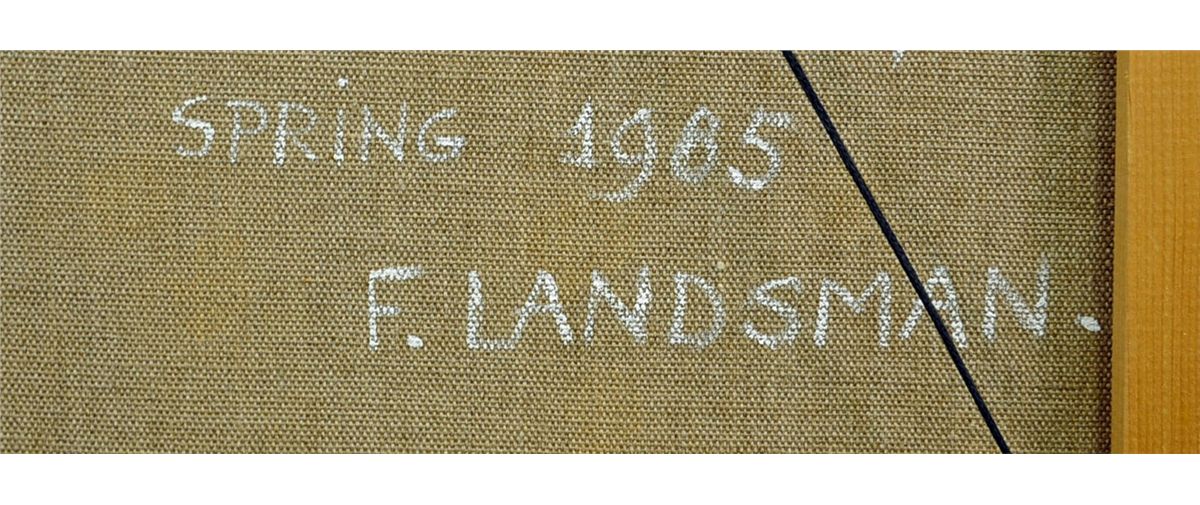 SPRING 1985
F. LANDSMAN.